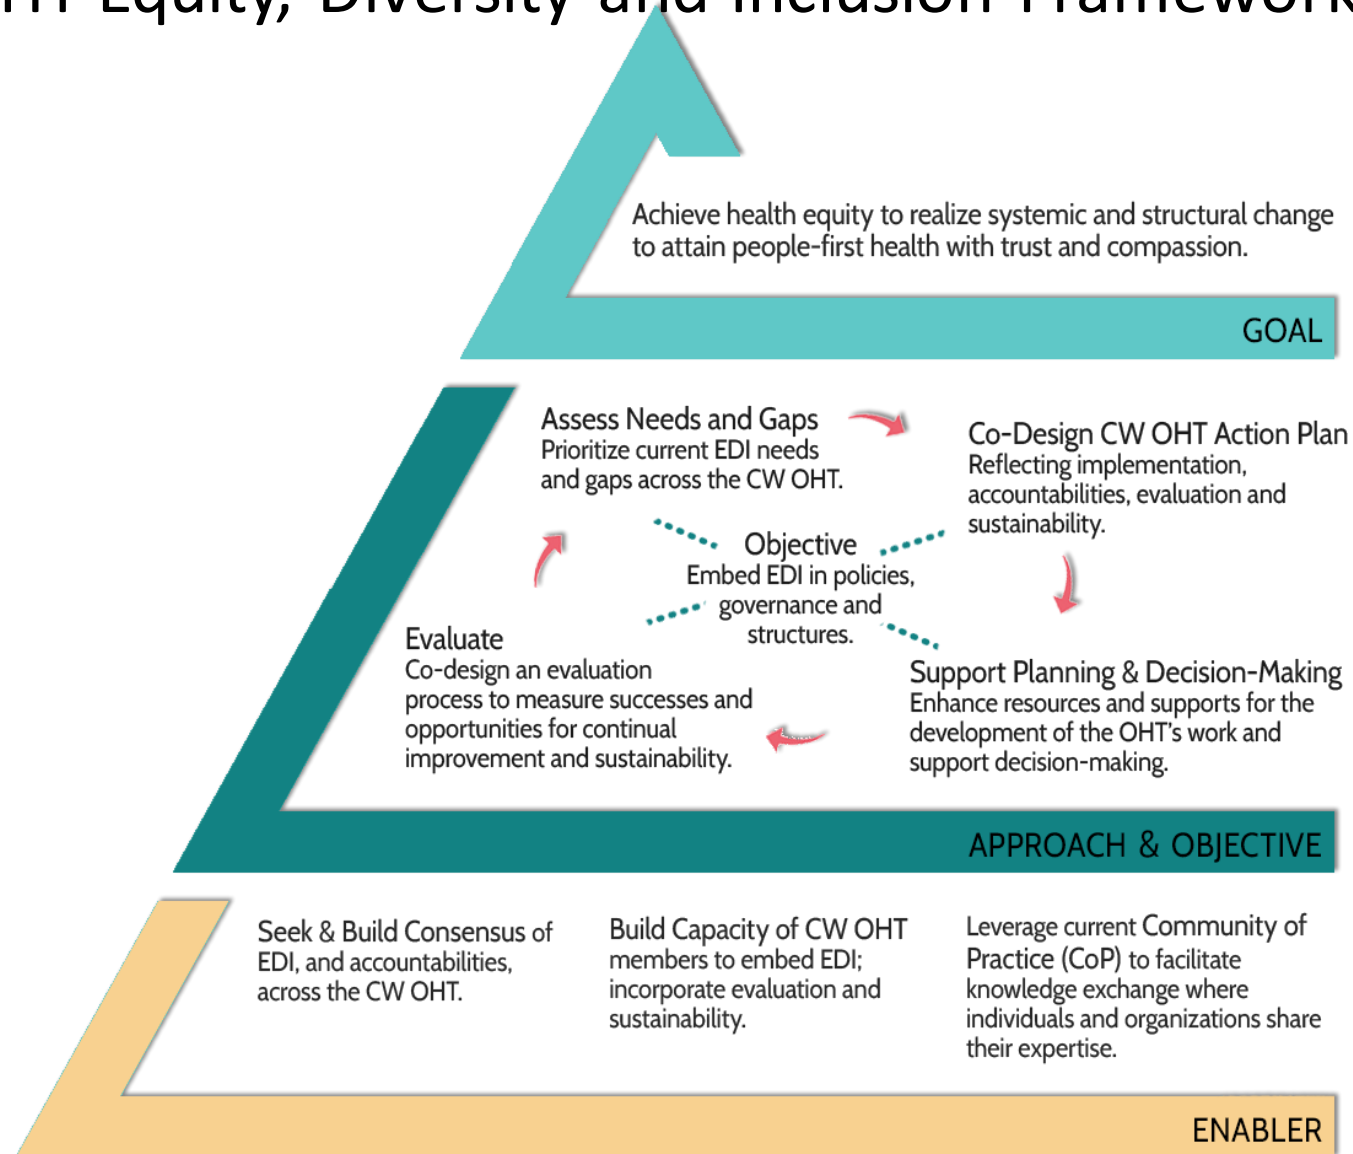 HT Equity, Diversity and Inclusion Framework
Achieve health equity to realize systemic and structural change
to attain people-first health with trust and compassion.
GOAL
Assess Needs and Gaps
Prioritize current EDI needs
and gaps across the CW OHT.
Co-Design CW OHT Action Plan
Reflecting implementation,
accountabilities, evaluation and
sustainability.
Objective
Embed EDI in policies,
governance and
structures.
Evaluate
Co-design an evaluation
process to measure successes and
opportunities for continual
improvement and sustainability.
Support Planning & Decision-Making
Enhance resources and supports for the
development of the OHT's work and
support decision-making.
APPROACH & OBJECTIVE
Seek & Build Consensus of
EDI, and accountabilities,
across the CW OHT.
Build Capacity of CW OHT
members to embed EDI;
incorporate evaluation and
sustainability.
Leverage current Community of
Practice (CoP) to facilitate
knowledge exchange where
individuals and organizations share
their expertise.
ENABLER